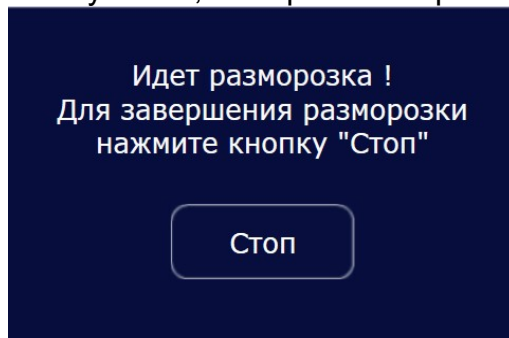 Идет разморозка !
Для завершения разморозки
нажмите кнопку "Стоп"
Стоп